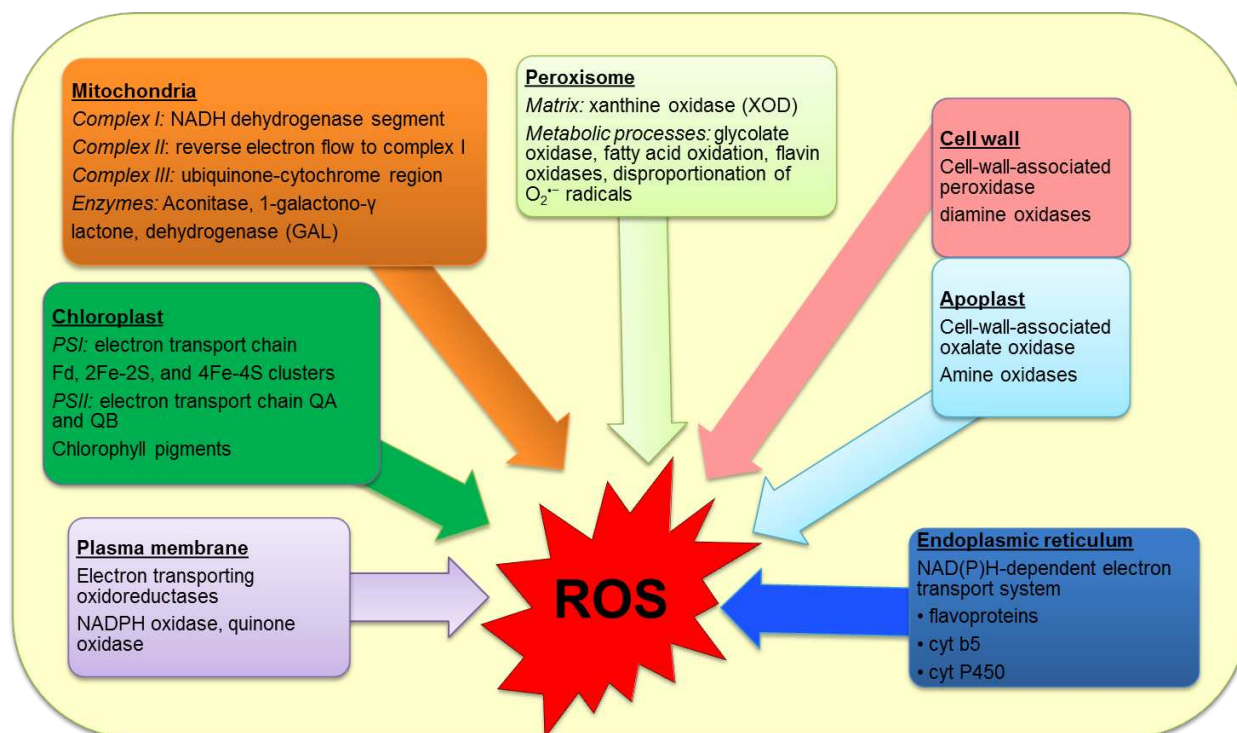 Mitochondria
Complex I: NADH dehydrogenase segment
Complex II: reverse electron flow to complex I
Complex III: ubiquinone-cytochrome region
Enzymes: Aconitase, 1-galactono-γ
lactone, dehydrogenase (GAL)
Peroxisome
Matrix: xanthine oxidase (XOD)
Metabolic processes: glycolate
oxidase, fatty acid oxidation, flavin
oxidases, disproportionation of
O₂•− radicals
Cell wall
Cell-wall-associated
peroxidase
diamine oxidases
Chloroplast
PSI: electron transport chain
Fd, 2Fe-2S, and 4Fe-4S clusters
PSII: electron transport chain QA
and QB
Chlorophyll pigments
Apoplast
Cell-wall-associated
oxalate oxidase
Amine oxidases
Plasma membrane
Electron transporting
oxidoreductases
NADPH oxidase, quinone
oxidase
ROS
Endoplasmic reticulum
NAD(P)H-dependent electron
transport system
• flavoproteins
• cyt b5
• cyt P450